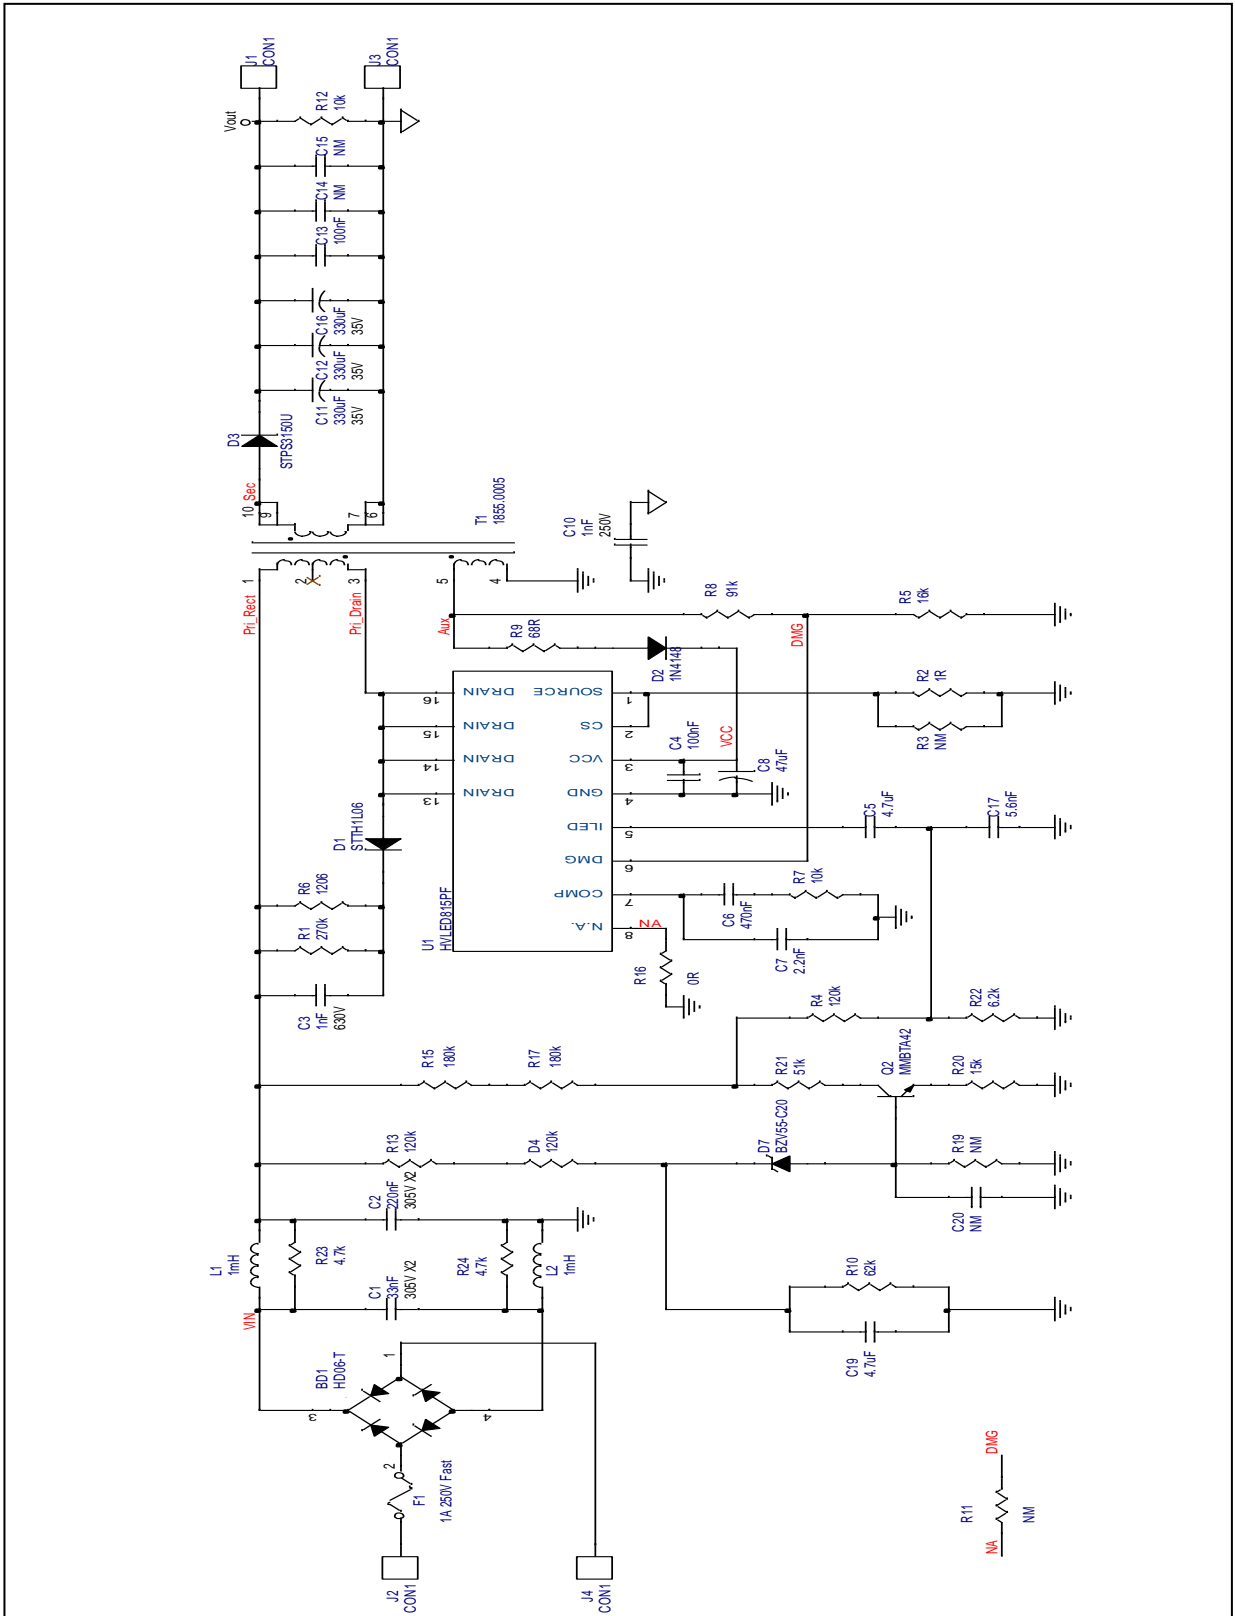 J1
CON1
J3
CON1
Vout
R12
10k
C15
NM
C14
NM
C13
100nF
C16
330uF
35V
C12
330uF
35V
C11
330uF
35V
D3
STPS3150U
Sec
10
9
7
6
T1
1855.0005
C10
1nF
250V
Pri_Rect
1
2
3
Pri_Drain
5
4
Aux
R9
68R
D2
1N4148
R8
91k
DMG
R5
16k
R2
1R
R3
NM
VCC
C4
100nF
C8
47uF
U1
HVLED815PF
DRAIN
16
DRAIN
15
DRAIN
14
DRAIN
13
SOURCE
1
CS
2
VCC
3
GND
4
ILED
5
DMG
6
COMP
7
N.A.
8
NA
D1
STTH1L06
R6
1206
R1
270k
C3
1nF
630V
C5
4.7uF
C17
5.6nF
C6
470nF
R7
10k
C7
2.2nF
R16
0R
R4
120k
R22
6.2k
R15
180k
R17
180k
R21
51k
Q2
MMBTA42
R20
15k
R13
120k
D4
120k
D7
BZV55-C20
R19
NM
C20
NM
C2
220nF
305V X2
L1
1mH
R23
4.7k
R24
4.7k
L2
1mH
C1
33nF
305V X2
VIN
R10
62k
C19
4.7uF
BD1
HD06-T
1
3
4
2
F1
1A 250V Fast
J2
CON1
J4
CON1
DMG
R11
NM
NA